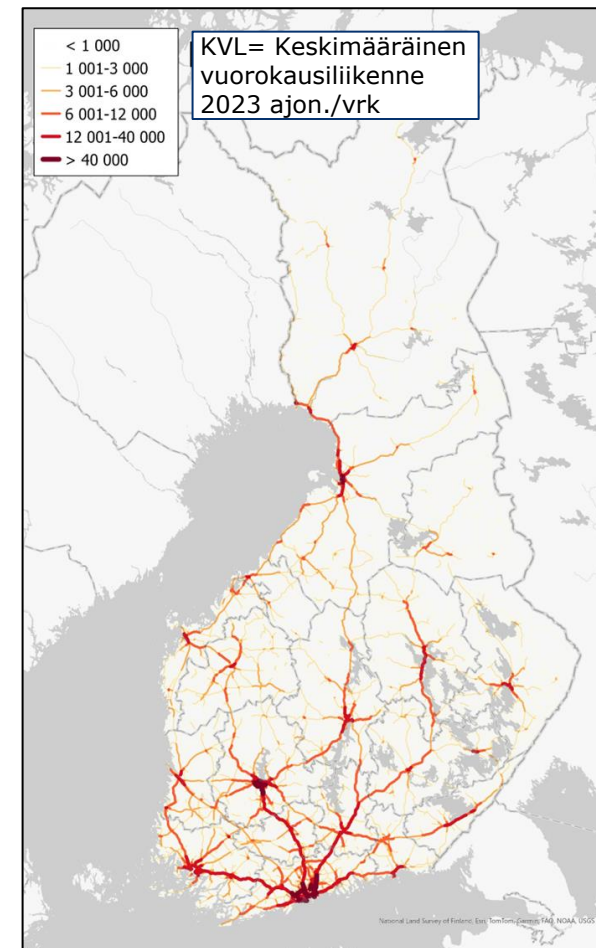 < 1 000
1 001-3 000
3 001-6 000
6 001-12 000
12 001-40 000
> 40 000
KVL= Keskimääräinen
vuorokausiliikenne
2023 ajon./vrk
National Land Survey of Finland, Esri, TomTom, Garmin, FAO, NOAA, USGS